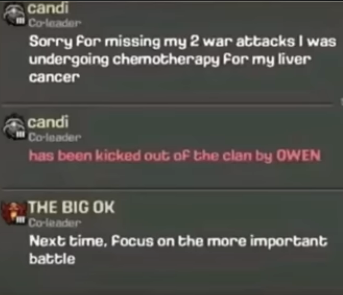 candi
Co-leader
Sorry for missing my 2 war attacks I was
undergoing chemotherapy for my liver
cancer
candi
Co-leader
has been kicked out of the clan by OWEN
THE BIG OK
Co-leader
Next time, focus on the more important
battle